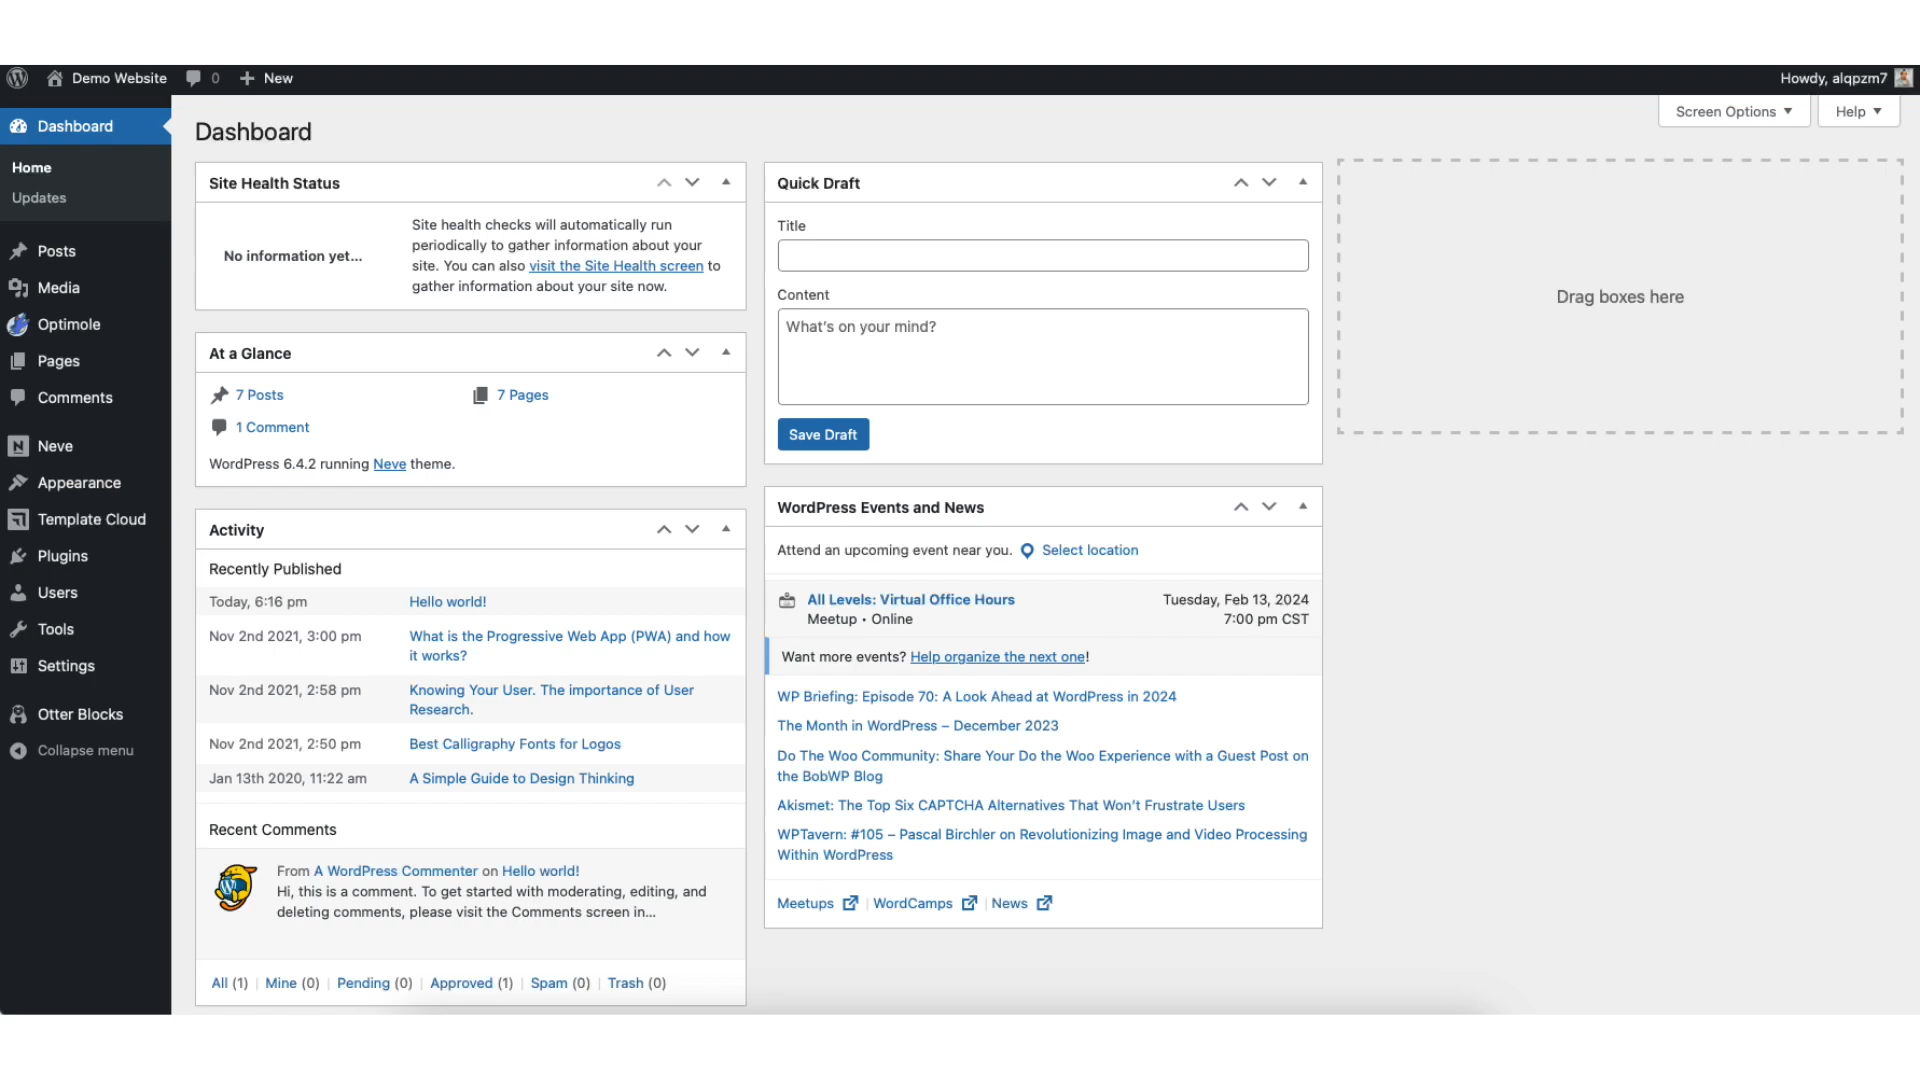 Demo Website
0
New
Howdy, alqpzm7
Screen Options
Help
Dashboard
Home
Updates
Posts
Media
Optimole
Pages
Comments
Neve
Appearance
Template Cloud
Plugins
Users
Tools
Settings
Otter Blocks
Collapse menu
Dashboard
Site Health Status
No information yet...
Site health checks will automatically run
periodically to gather information about your
site. You can also visit the Site Health screen to
gather information about your site now.
At a Glance
7 Posts
7 Pages
1 Comment
WordPress 6.4.2 running Neve theme.
Activity
Recently Published
Today, 6:16 pm
Hello world!
Nov 2nd 2021, 3:00 pm
What is the Progressive Web App (PWA) and how
it works?
Nov 2nd 2021, 2:58 pm
Knowing Your User. The importance of User
Research.
Nov 2nd 2021, 2:50 pm
Best Calligraphy Fonts for Logos
Jan 13th 2020, 11:22 am
A Simple Guide to Design Thinking
Recent Comments
From A WordPress Commenter on Hello world!
Hi, this is a comment. To get started with moderating, editing, and
deleting comments, please visit the Comments screen in...
All (1) | Mine (0) | Pending (0) | Approved (1) | Spam (0) | Trash (0)
Quick Draft
Title
Content
What's on your mind?
Save Draft
WordPress Events and News
Attend an upcoming event near you. Select location
All Levels: Virtual Office Hours
Meetup • Online
Tuesday, Feb 13, 2024
7:00 pm CST
Want more events? Help organize the next one!
WP Briefing: Episode 70: A Look Ahead at WordPress in 2024
The Month in WordPress – December 2023
Do The Woo Community: Share Your Do the Woo Experience with a Guest Post on
the BobWP Blog
Akismet: The Top Six CAPTCHA Alternatives That Won't Frustrate Users
WPTavern: #105 – Pascal Birchler on Revolutionizing Image and Video Processing
Within WordPress
Meetups | WordCamps | News
Drag boxes here